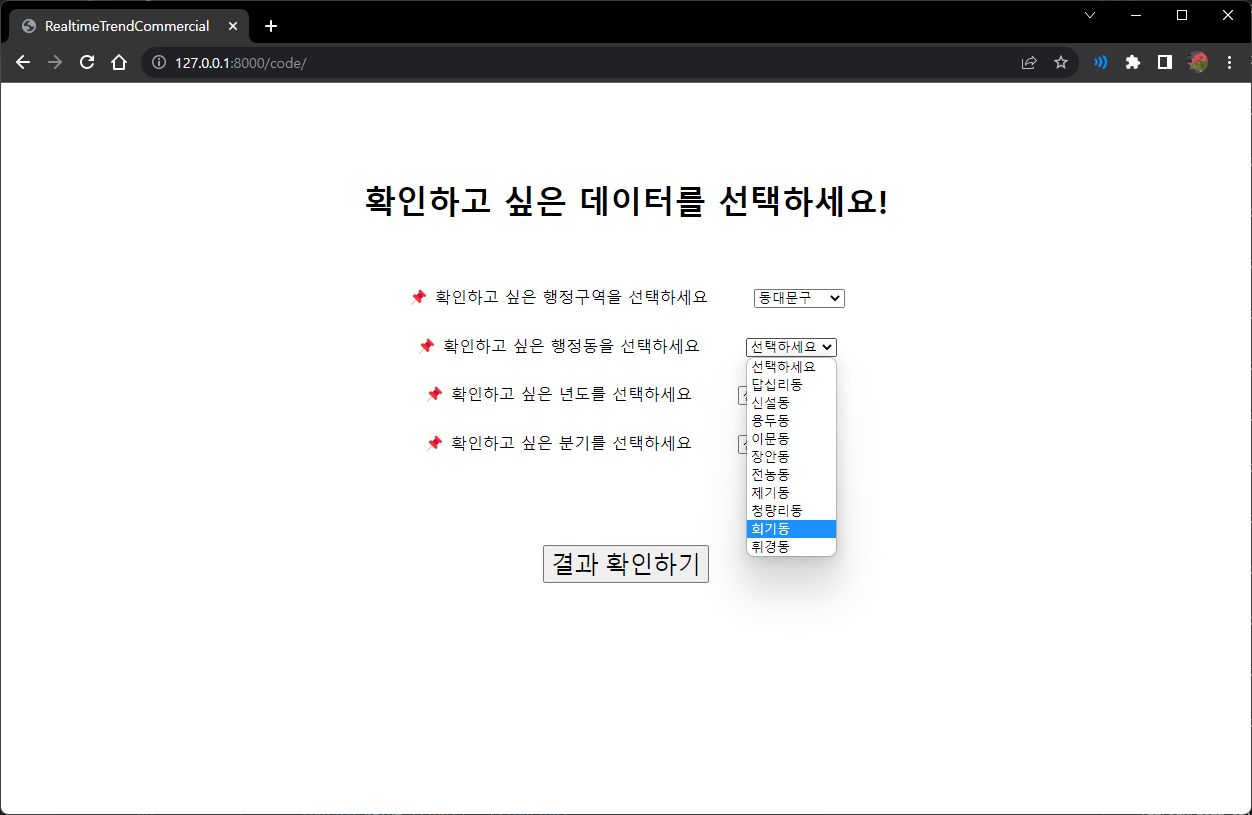 RealtimeTrendCommercial
127.0.0.1:8000/code/
확인하고 싶은 데이터를 선택하세요!
확인하고 싶은 행정구역을 선택하세요 동대문구
확인하고 싶은 행정동을 선택하세요 선택하세요
선택하세요
답십리동
확인하고 싶은 년도를 선택하세요
신설동
용두동
이문동
확인하고 싶은 분기를 선택하세요
장안동
전농동
제기동
청량리동
회기동
휘경동
결과 확인하기